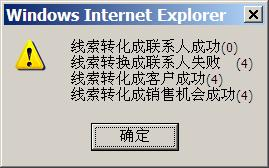 Windows Internet Explorer
线索转化成联系人成功(0)
线索转换成联系人失败 (4)
线索转化成客户成功(4)
线索转化成销售机会成功(4)
确定